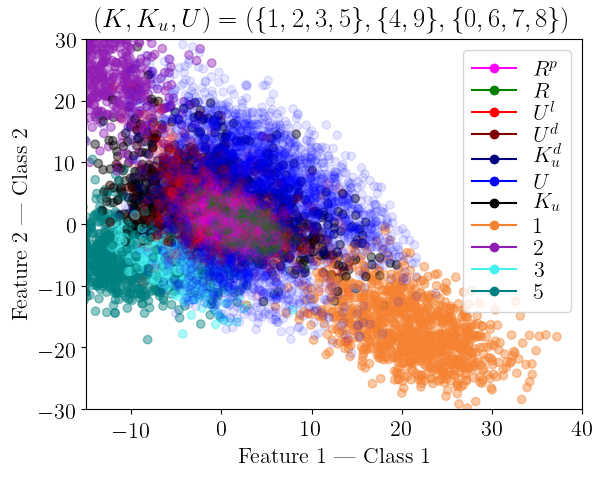 (K, K_u, U) = ({1, 2, 3, 5}, {4, 9}, {0, 6, 7, 8})
30
20
10
0
−10
−20
−30
Feature 2 — Class 2
R^p
R
U^l
U^d
K_u^d
U
K_u
1
2
3
5
−10
0
10
20
30
40
Feature 1 — Class 1